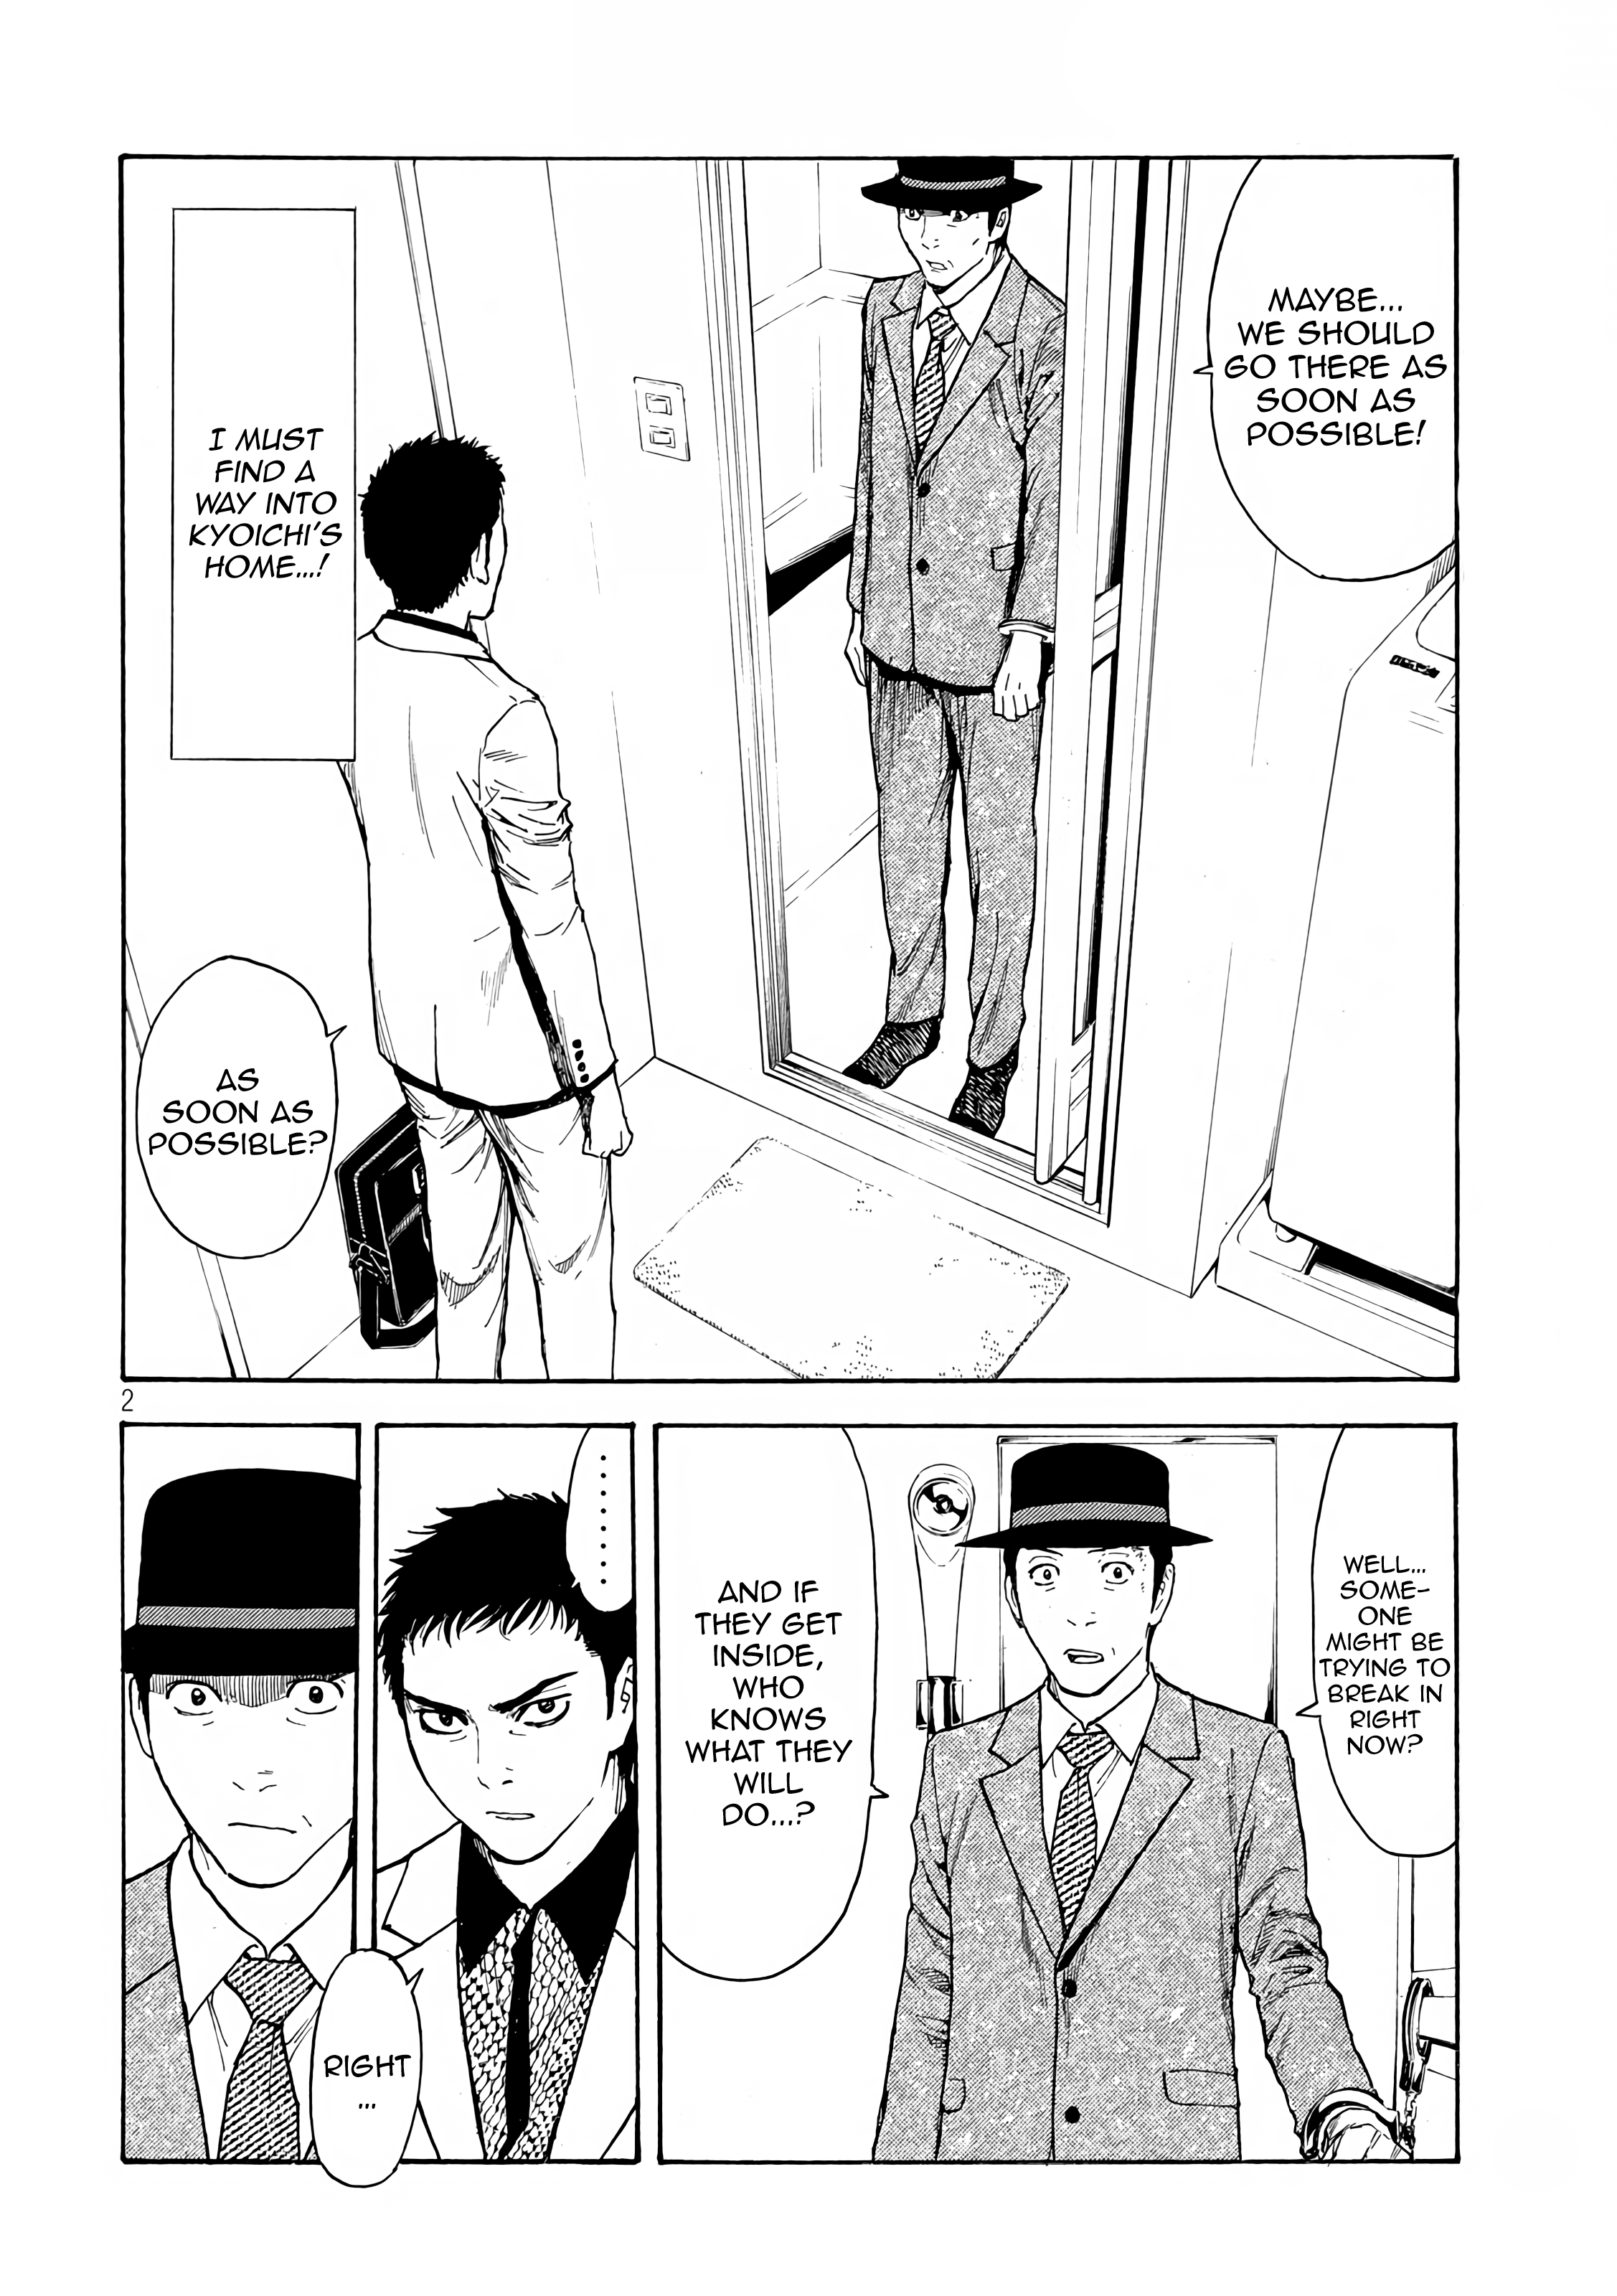 MAYBE...
WE SHOULD
GO THERE AS
SOON AS
POSSIBLE!
I MUST
FIND A
WAY INTO
KYOICHI'S
HOME...!
AS
SOON AS
POSSIBLE?
2
WELL...
SOME-
ONE
MIGHT BE
TRYING TO
BREAK IN
RIGHT
NOW?
AND IF
THEY GET
INSIDE,
WHO
KNOWS
WHAT THEY
WILL
DO...?
.........
RIGHT
...